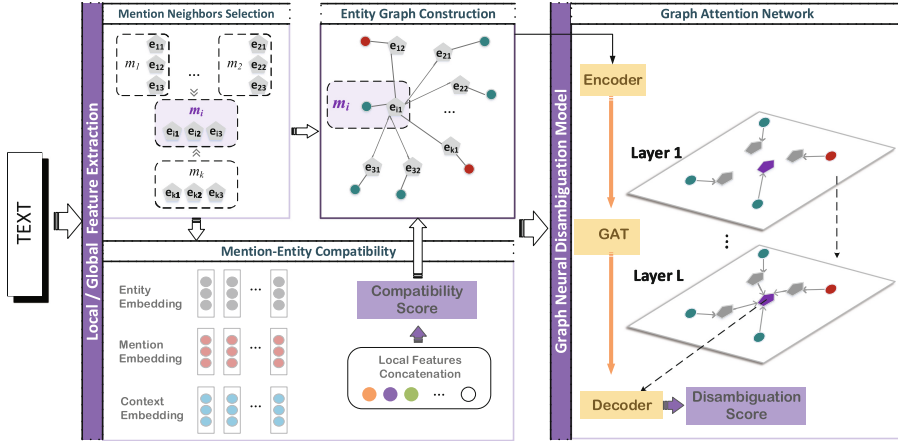 TEXT
Local / Global Feature Extraction
Mention Neighbors Selection
e11
e12
e13
m1
...
m2
e21
e22
e23
mi
ei1 ei2 ei3
mk
ek1 ek2 ek3
Entity Graph Construction
e12
e21
e22
...
mi
ei1
ek1
e31
e32
Mention-Entity Compatibility
Entity
Embedding
...
Mention
Embedding
...
Context
Embedding
...
Compatibility
Score
Local Features
Concatenation
...
Graph Neural Disambiguation Model
Graph Attention Network
Encoder
Layer 1
GAT
...
Layer L
Decoder
Disambiguation
Score